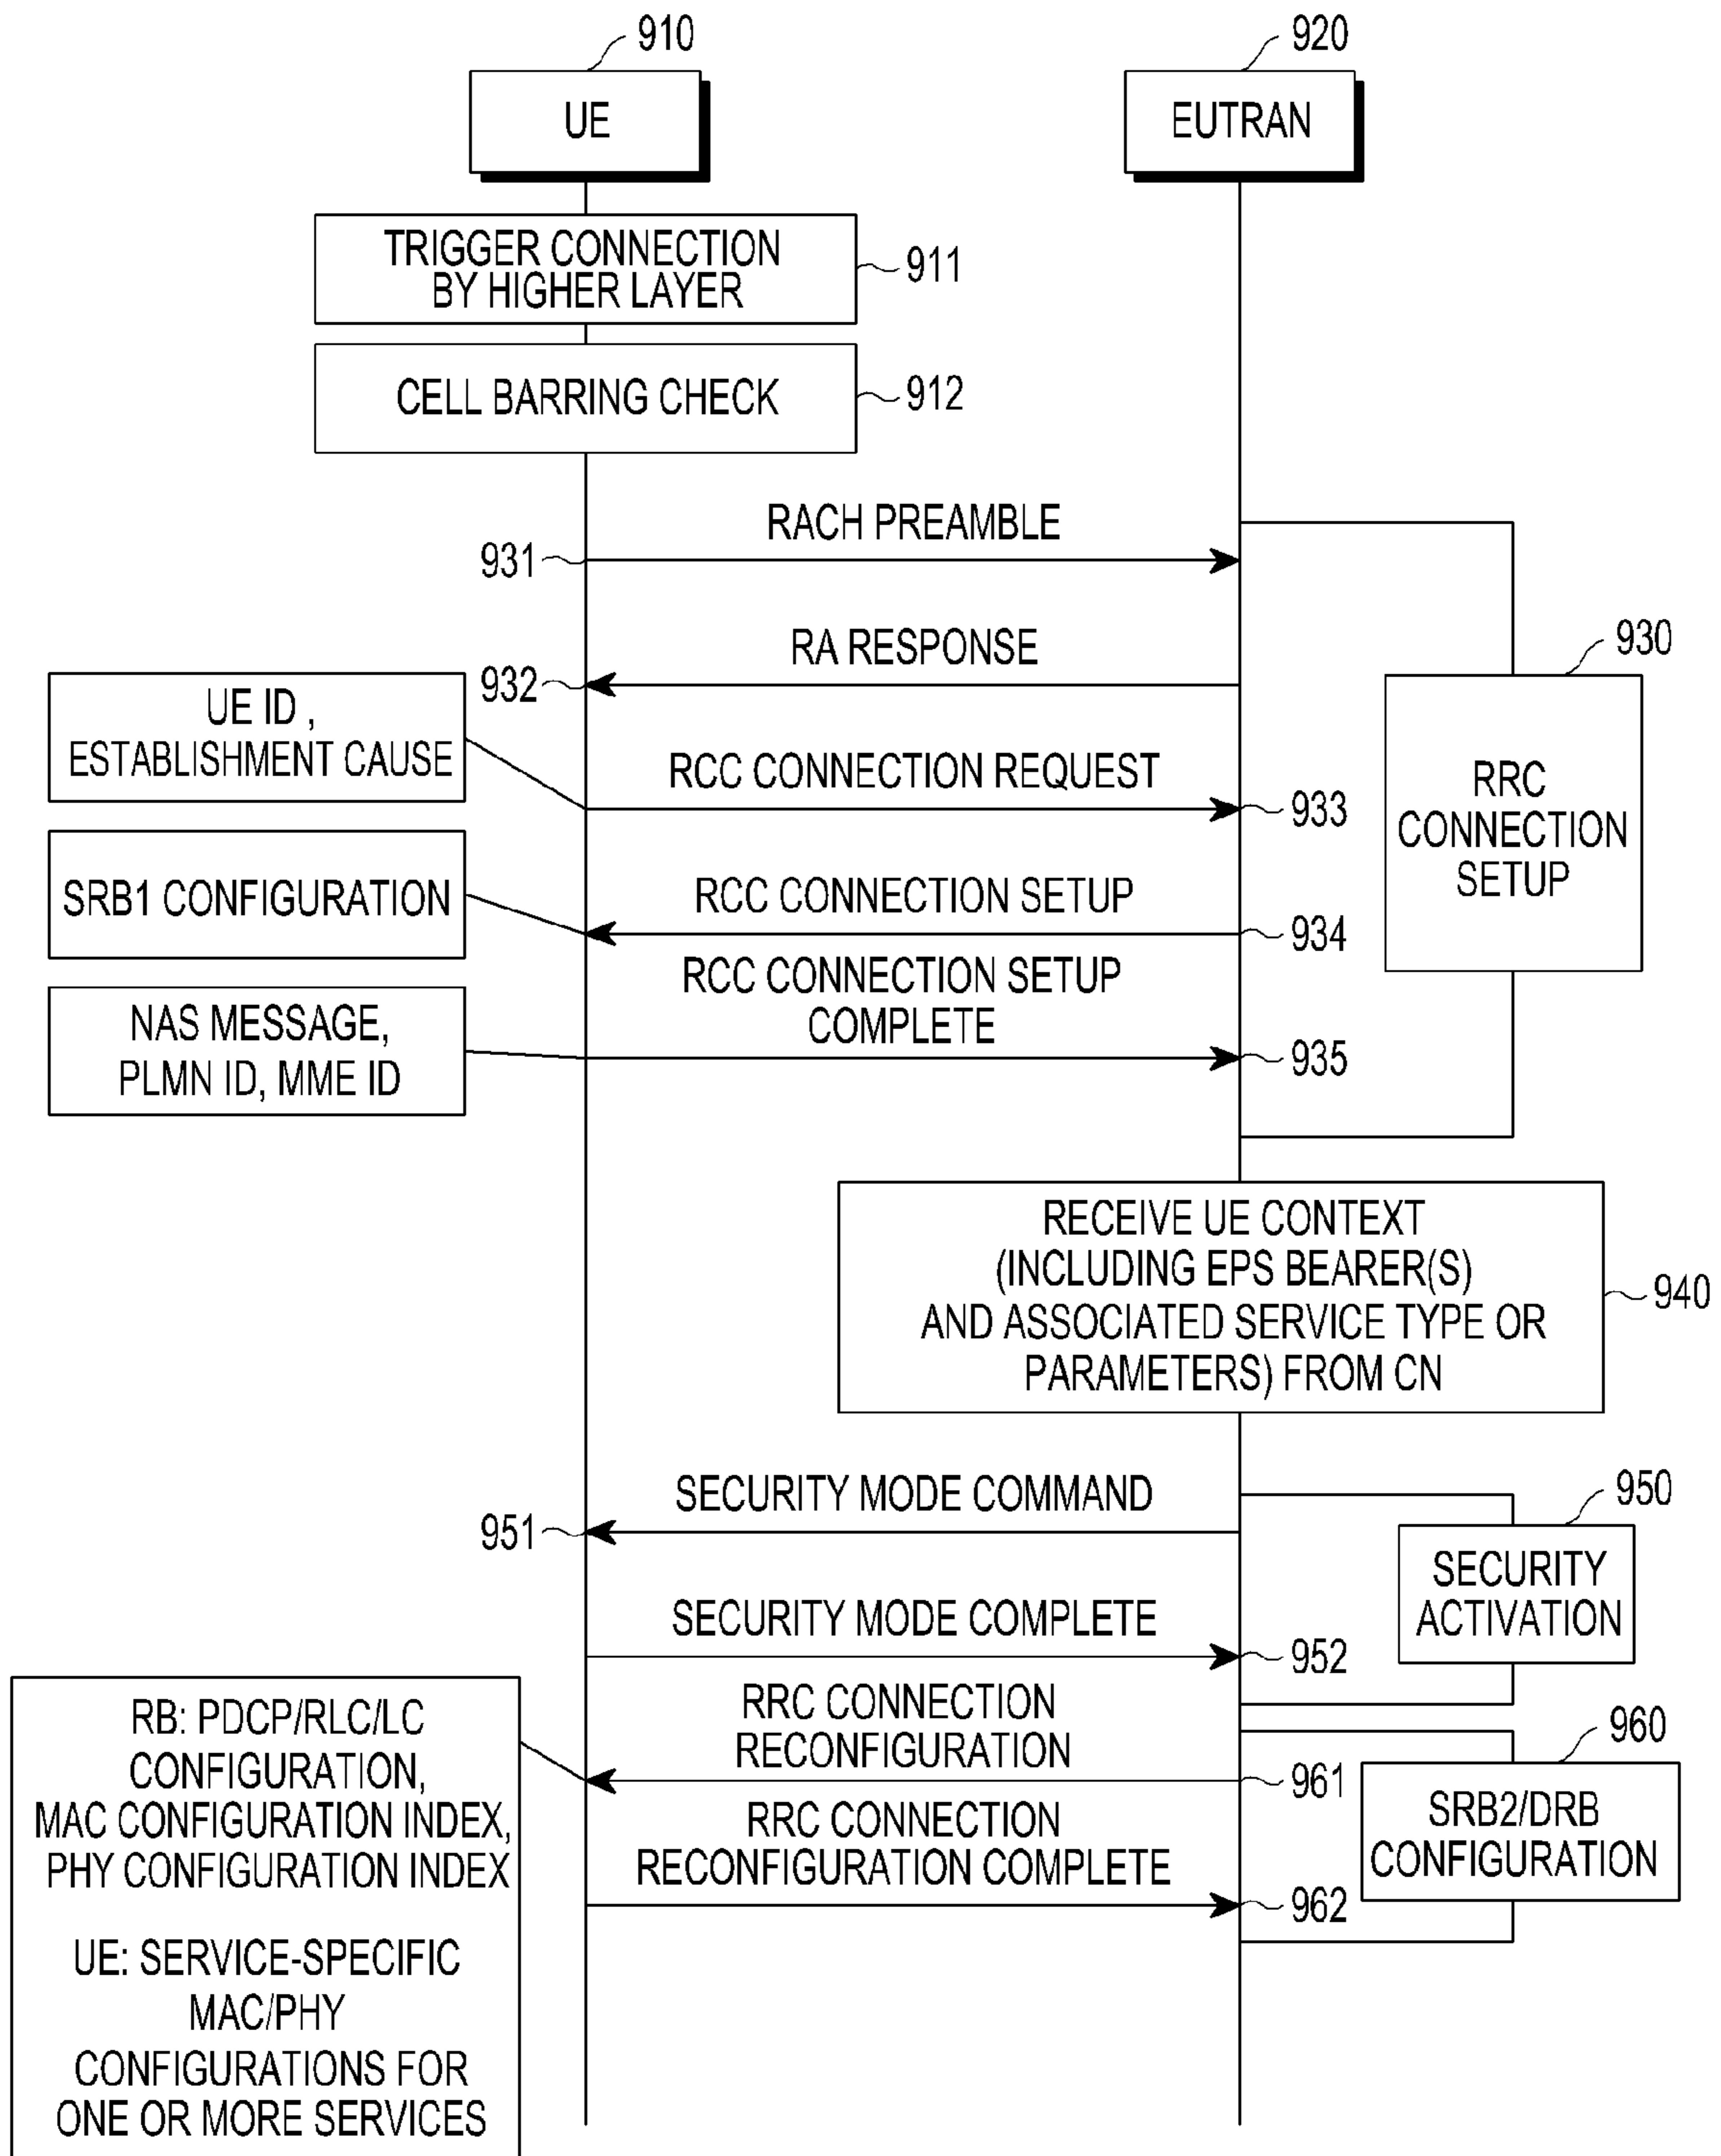 910
920
UE
EUTRAN
TRIGGER CONNECTION
BY HIGHER LAYER
911
CELL BARRING CHECK
912
RACH PREAMBLE
931
RA RESPONSE
932
930
RRC
CONNECTION
SETUP
UE ID ,
ESTABLISHMENT CAUSE
RCC CONNECTION REQUEST
933
SRB1 CONFIGURATION
RCC CONNECTION SETUP
934
NAS MESSAGE,
PLMN ID, MME ID
RCC CONNECTION SETUP
COMPLETE
935
RECEIVE UE CONTEXT
(INCLUDING EPS BEARER(S)
AND ASSOCIATED SERVICE TYPE OR
PARAMETERS) FROM CN
940
SECURITY MODE COMMAND
951
950
SECURITY
ACTIVATION
SECURITY MODE COMPLETE
952
RB: PDCP/RLC/LC
CONFIGURATION,
MAC CONFIGURATION INDEX,
PHY CONFIGURATION INDEX
UE: SERVICE-SPECIFIC
MAC/PHY
CONFIGURATIONS FOR
ONE OR MORE SERVICES
RRC CONNECTION
RECONFIGURATION
961
960
SRB2/DRB
CONFIGURATION
RRC CONNECTION
RECONFIGURATION COMPLETE
962